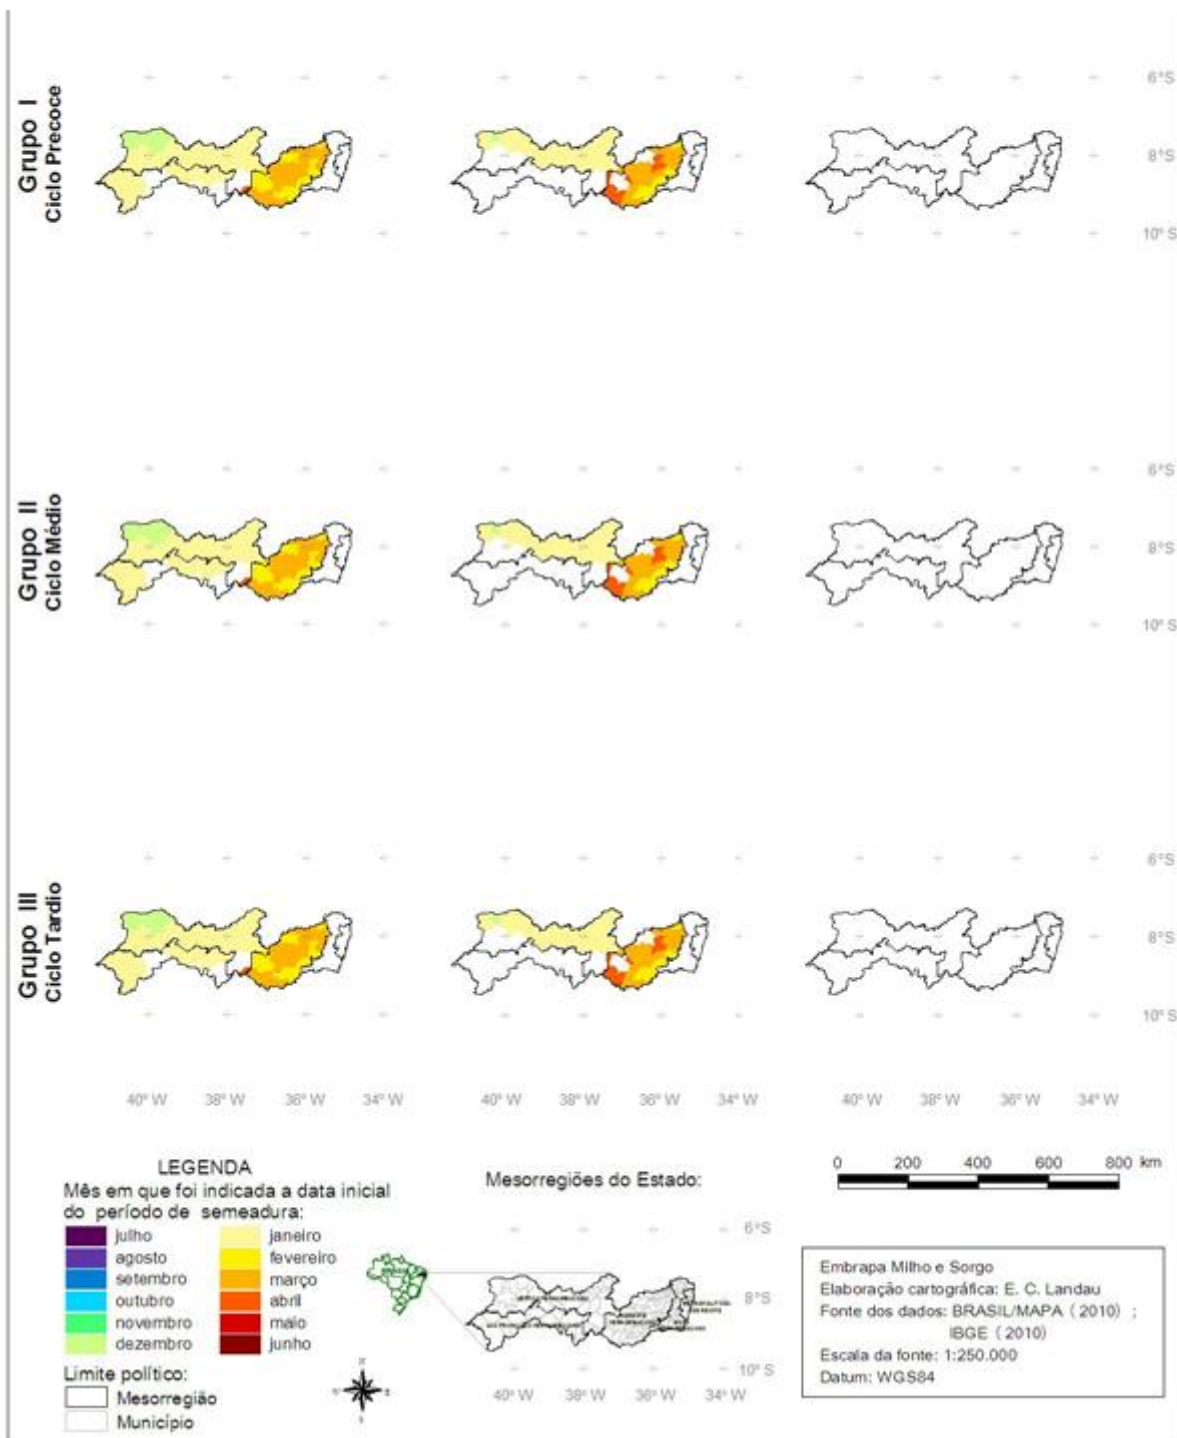 Grupo I
Ciclo Precoce
6°S
8°S
10°S
Grupo II
Ciclo Médio
6°S
8°S
10°S
Grupo III
Ciclo Tardio
6°S
8°S
10°S
40° W 38° W 36° W 34° W 40° W 38° W 36° W 34° W 40° W 38° W 36° W 34° W
LEGENDA
Mês em que foi indicada a data inicial
do período de semeadura:
julho
agosto
setembro
outubro
novembro
dezembro
janeiro
fevereiro
março
abril
maio
junho
Limite político:
Mesorregião
Município
Mesorregiões do Estado:
6°S
8°S
10°S
40° W 38° W 36° W 34° W
0 200 400 600 800 km
Embrapa Milho e Sorgo
Elaboração cartográfica: E. C. Landau
Fonte dos dados: BRASIL/MAPA (2010) ;
IBGE (2010)
Escala da fonte: 1:250.000
Datum: WGS84